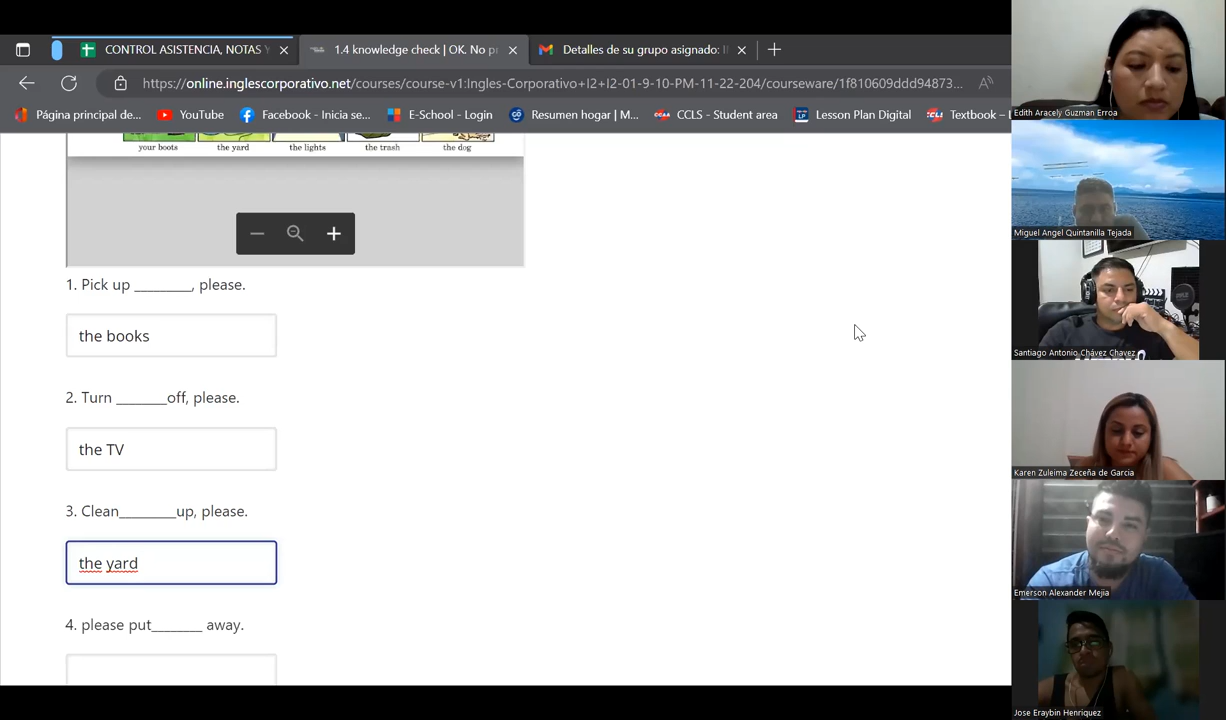 CONTROL ASISTENCIA, NOTAS Y
1.4 knowledge check | OK. No pr
Detalles de su grupo asignado: I
https://online.inglescorporativo.net/courses/course-v1:Ingles-Corporativo+I2+I2-01-9-10-PM-11-22-204/courseware/1f810609ddd94873...
Página principal de...
YouTube
Facebook - Inicia se...
E-School - Login
Resumen hogar | M...
CCLS - Student area
Lesson Plan Digital
Textbook –
your boots
the yard
the lights
the trash
the dog
1. Pick up ________, please.
the books
2. Turn _______off, please.
the TV
3. Clean________up, please.
the yard
4. please put_______ away.
Edith Aracely Guzman Erroa
Miguel Angel Quintanilla Tejada
Santiago Antonio Chávez Chavez
Karen Zuleima Zeceña de Garcia
Emerson Alexander Mejia
Jose Eraybin Henriquez